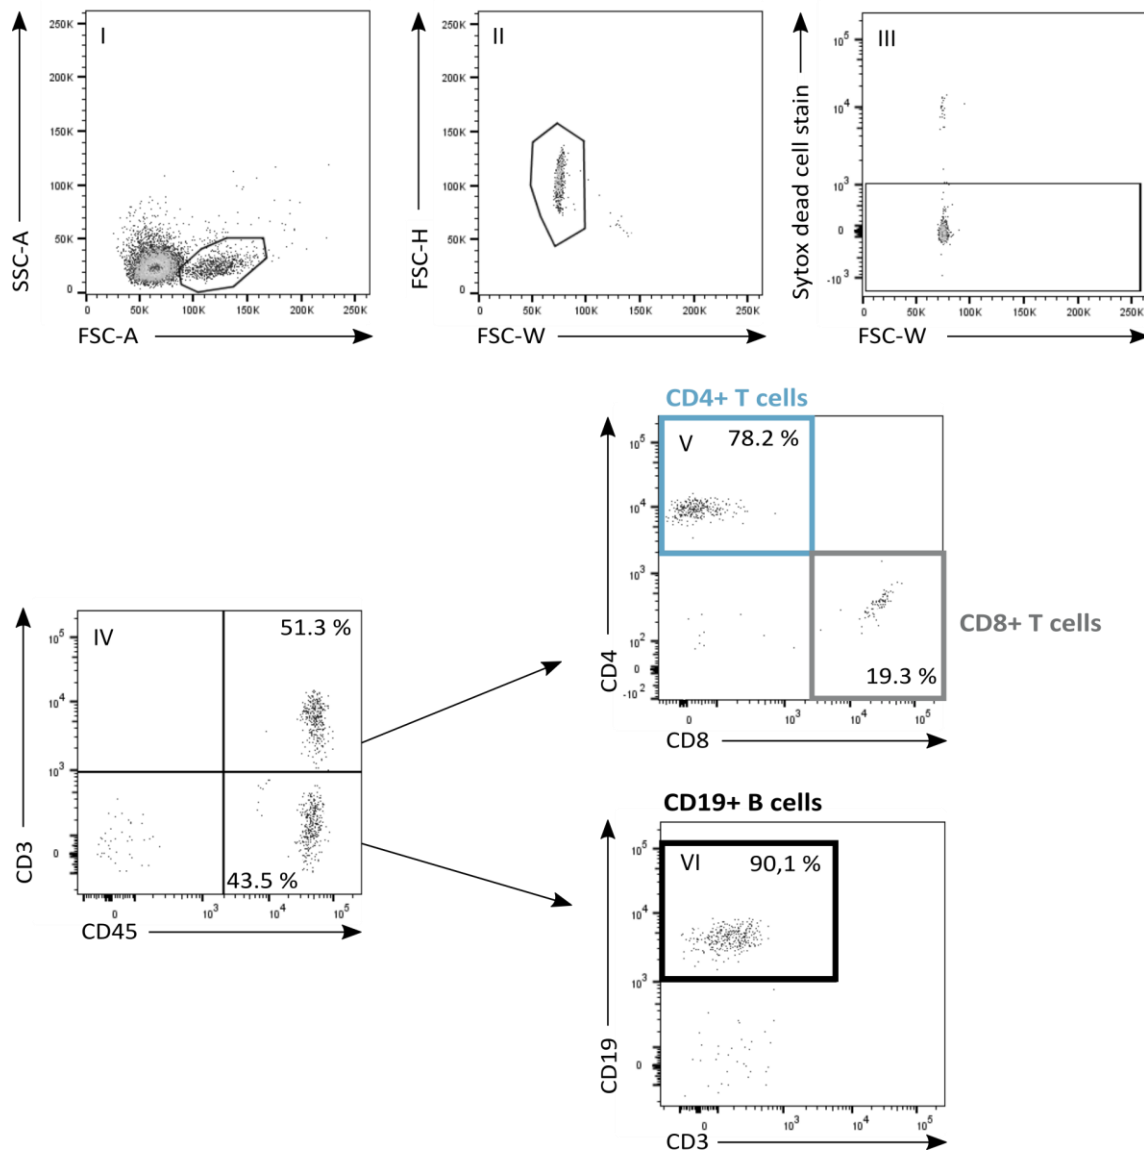 I
SSC-A
250K
200K
150K
100K
50K
0
0 50K 100K 150K 200K 250K
FSC-A
II
FSC-H
250K
200K
150K
100K
50K
0
0 50K 100K 150K 200K 250K
FSC-W
III
Sytox dead cell stain
10^5
10^4
10^3
0
-10^3
0 50K 100K 150K 200K 250K
FSC-W
CD4+ T cells
V
78.2 %
CD4
10^5
10^4
10^3
10^2
0
-10^2
19.3 %
CD8+ T cells
0 10^3 10^4 10^5
CD8
IV
51.3 %
CD3
10^5
10^4
10^3
0
43.5 %
0 10^3 10^4 10^5
CD45
CD19+ B cells
VI
90,1 %
CD19
10^5
10^4
10^3
0
0 10^3 10^4 10^5
CD3